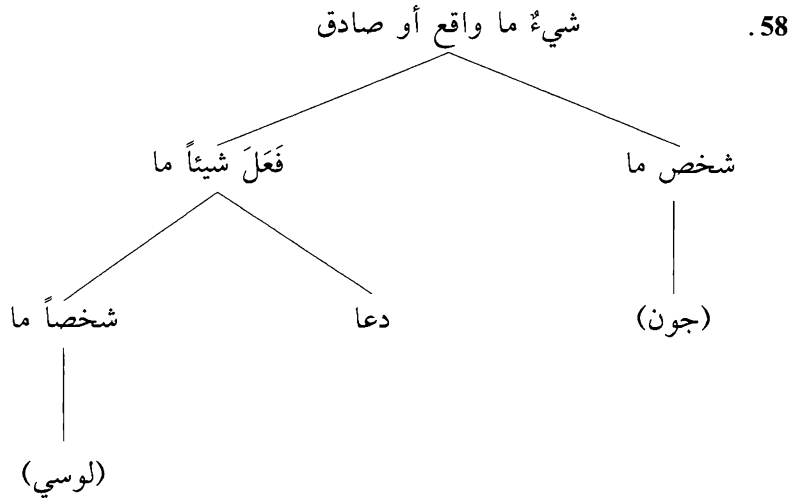 58. شيءٌ ما واقع أو صادق
شخص ما فَعَلَ شيئاً ما
(جون) دعا شخصاً ما
(لوسي)